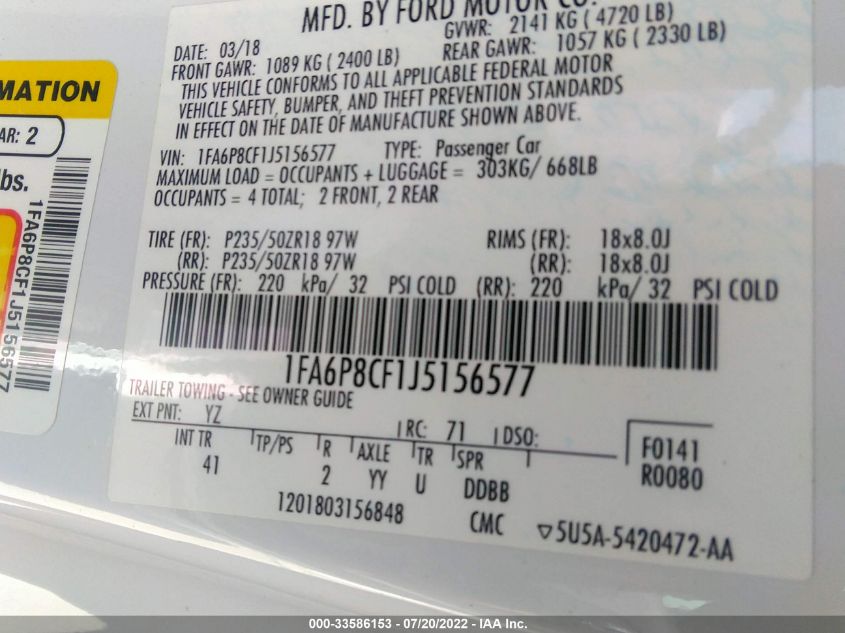 MFD. BY FORD MOTOR CO.
DATE: 03/18 GVWR: 2141 KG ( 4720 LB)
FRONT GAWR: 1089 KG ( 2400 LB) REAR GAWR: 1057 KG ( 2330 LB)
THIS VEHICLE CONFORMS TO ALL APPLICABLE FEDERAL MOTOR
VEHICLE SAFETY, BUMPER, AND THEFT PREVENTION STANDARDS
IN EFFECT ON THE DATE OF MANUFACTURE SHOWN ABOVE.
VIN: 1FA6P8CF1J5156577 TYPE: Passenger Car
MAXIMUM LOAD = OCCUPANTS + LUGGAGE = 303KG/ 668LB
OCCUPANTS = 4 TOTAL; 2 FRONT, 2 REAR
TIRE (FR): P235/50ZR18 97W RIMS (FR): 18x8.0J
(RR): P235/50ZR18 97W (RR): 18x8.0J
PRESSURE (FR): 220 kPa/ 32 PSI COLD (RR): 220 kPa/ 32 PSI COLD
1FA6P8CF1J5156577
TRAILER TOWING - SEE OWNER GUIDE
EXT PNT: YZ RC: 71 DSO:
INT TR TP/PS R AXLE TR SPR
41 2 YY U DDBB
F0141
R0080
1201803156848 CMC ▽5U5A-5420472-AA
MATION
AR: 2
lbs.
1FA6P8CF1J5156577
000-33586153 - 07/20/2022 - IAA Inc.